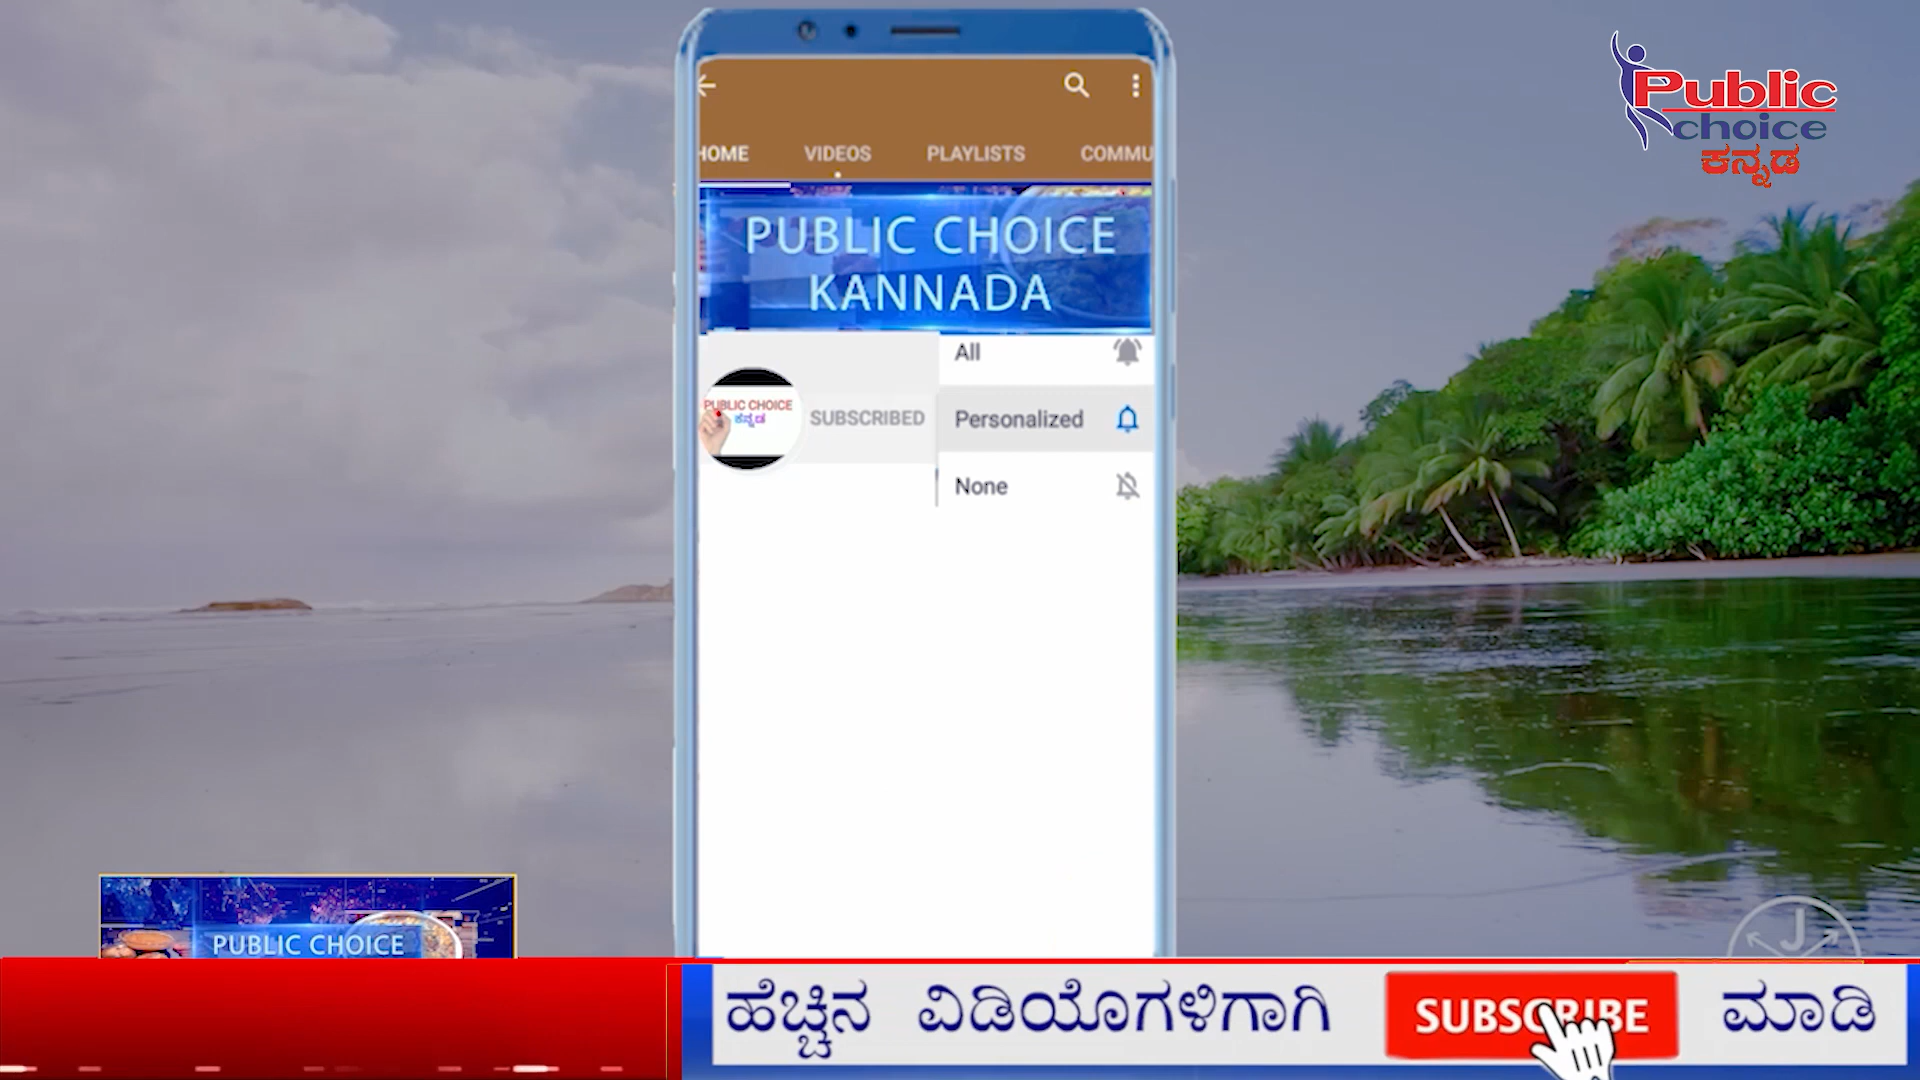 Public
choice
ಕನ್ನಡ
HOME VIDEOS PLAYLISTS COMMU
PUBLIC CHOICE
KANNADA
All
PUBLIC CHOICE
ಕನ್ನಡ
SUBSCRIBED
Personalized
None
J
PUBLIC CHOICE
ಹೆಚ್ಚಿನ ವಿಡಿಯೊಗಳಿಗಾಗಿ SUBSCRIBE ಮಾಡಿ